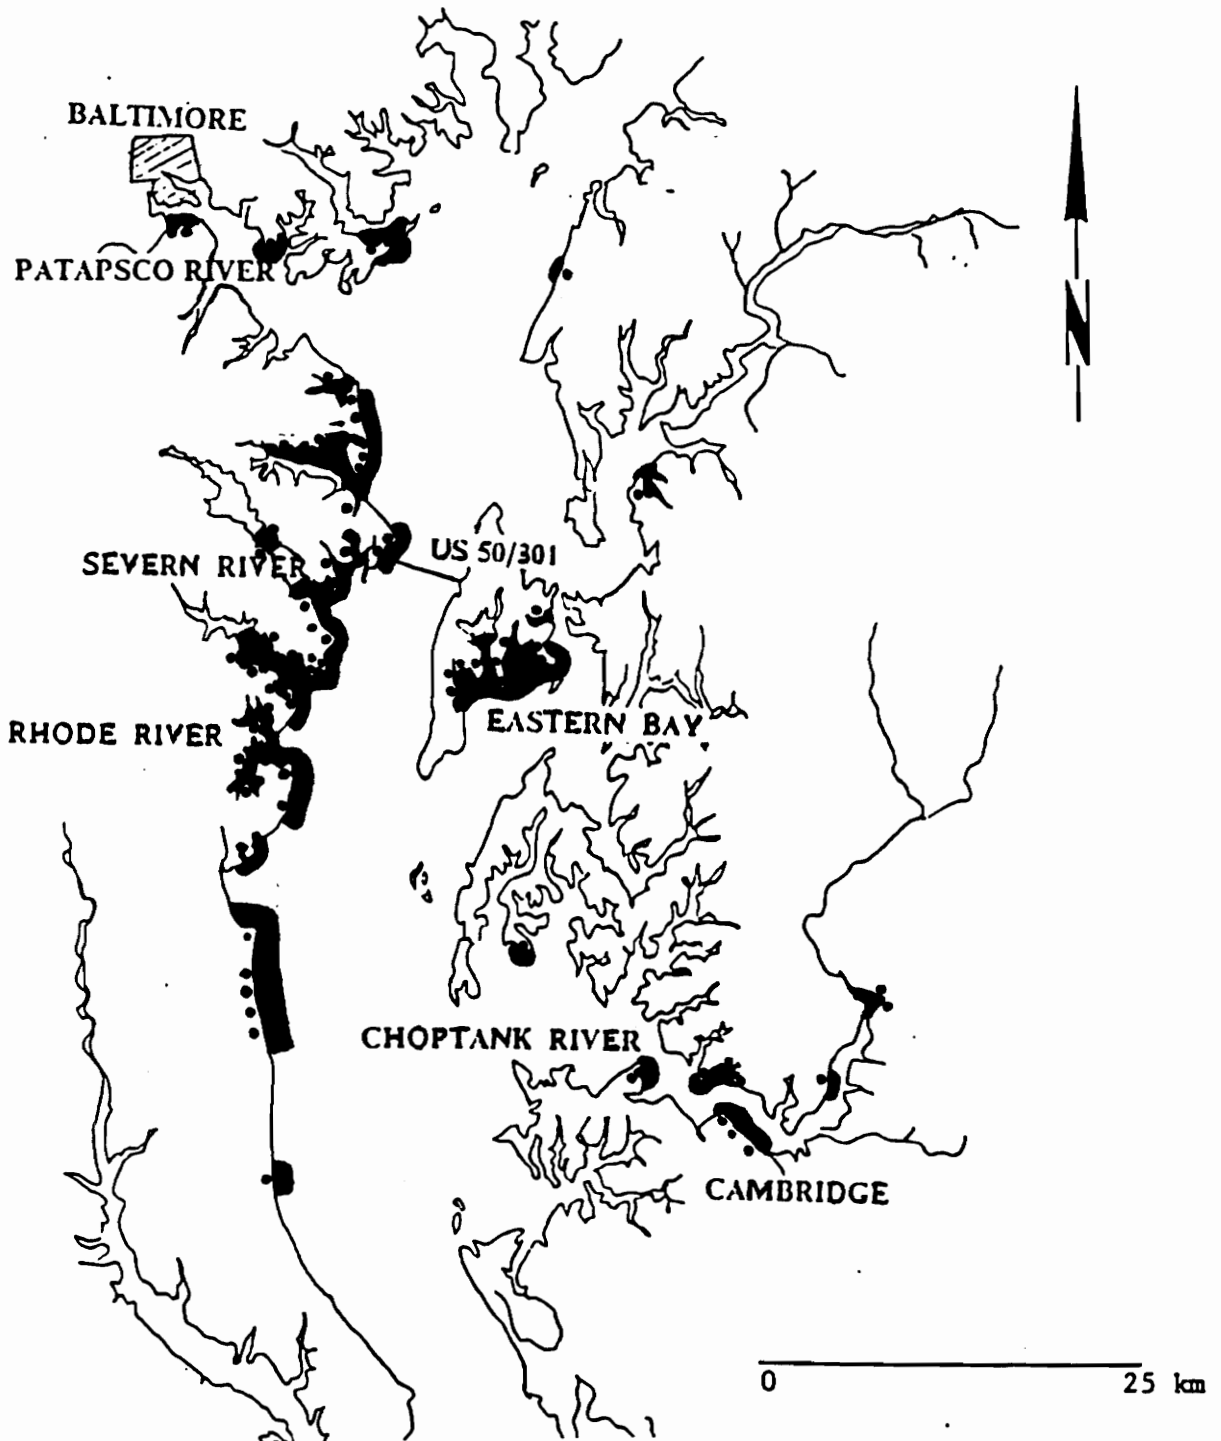 BALTIMORE
PATAPSCO RIVER
N
US 50/301
SEVERN RIVER
RHODE RIVER
EASTERN BAY
CHOPTANK RIVER
CAMBRIDGE
0 25 km